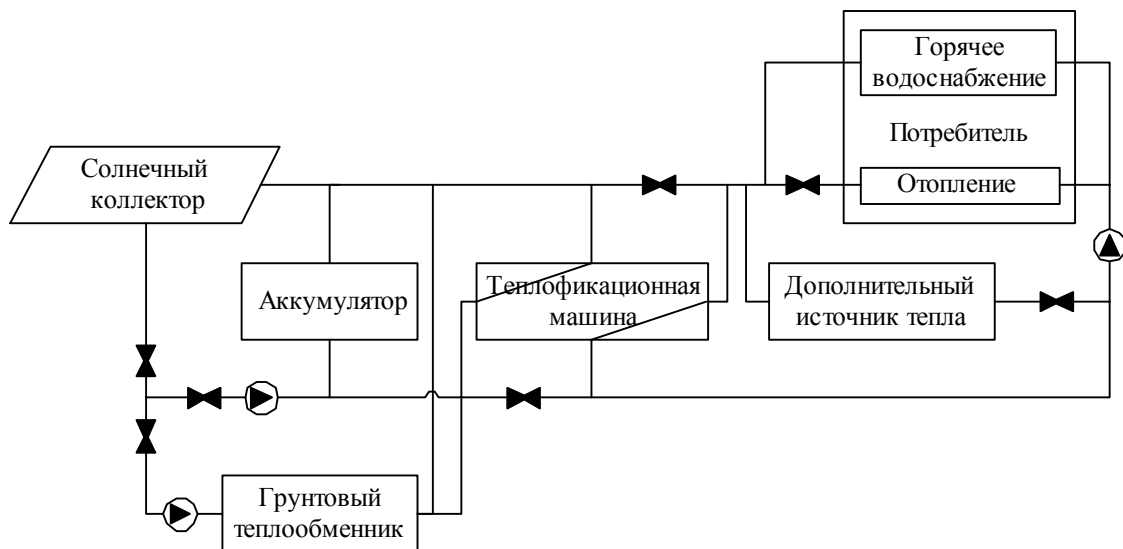 Горячее
водоснабжение
Потребитель
Отопление
Солнечный
коллектор
Аккумулятор
Теплофикационная
машина
Дополнительный
источник тепла
Грунтовый
теплообменник